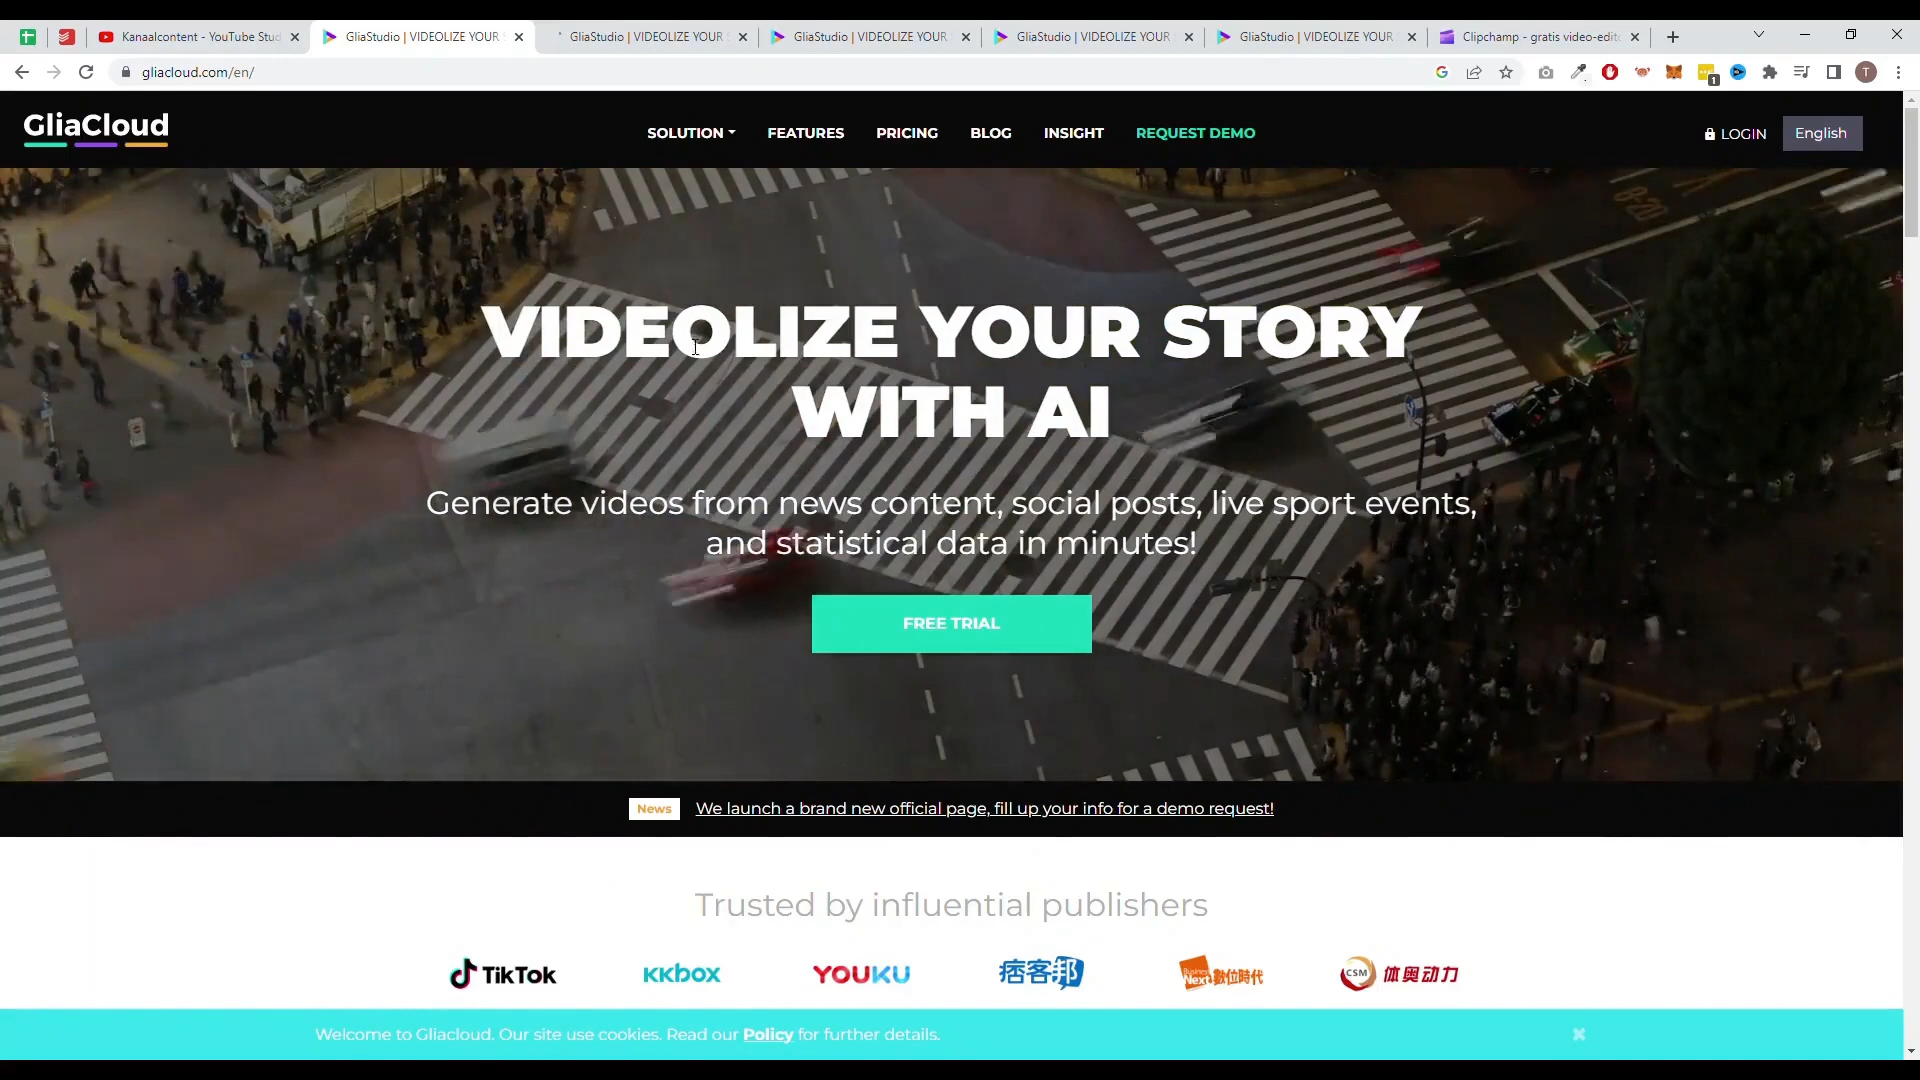 Kanaalcontent - YouTube Stud
GliaStudio | VIDEOLIZE YOUR S
GliaStudio | VIDEOLIZE YOUR S
GliaStudio | VIDEOLIZE YOUR
GliaStudio | VIDEOLIZE YOUR
GliaStudio | VIDEOLIZE YOUR
Clipchamp - gratis video-edito
gliacloud.com/en/
1
T
GliaCloud
SOLUTION
FEATURES
PRICING
BLOG
INSIGHT
REQUEST DEMO
LOGIN
English
VIDEOLIZE YOUR STORY
WITH AI
Generate videos from news content, social posts, live sport events,
and statistical data in minutes!
FREE TRIAL
News
We launch a brand new official page, fill up your info for a demo request!
Trusted by influential publishers
TikTok
KKBOX
YOUKU
痞客邦
Business Next 數位時代
CSM 体奥动力
Welcome to Gliacloud. Our site use cookies. Read our Policy for further details.